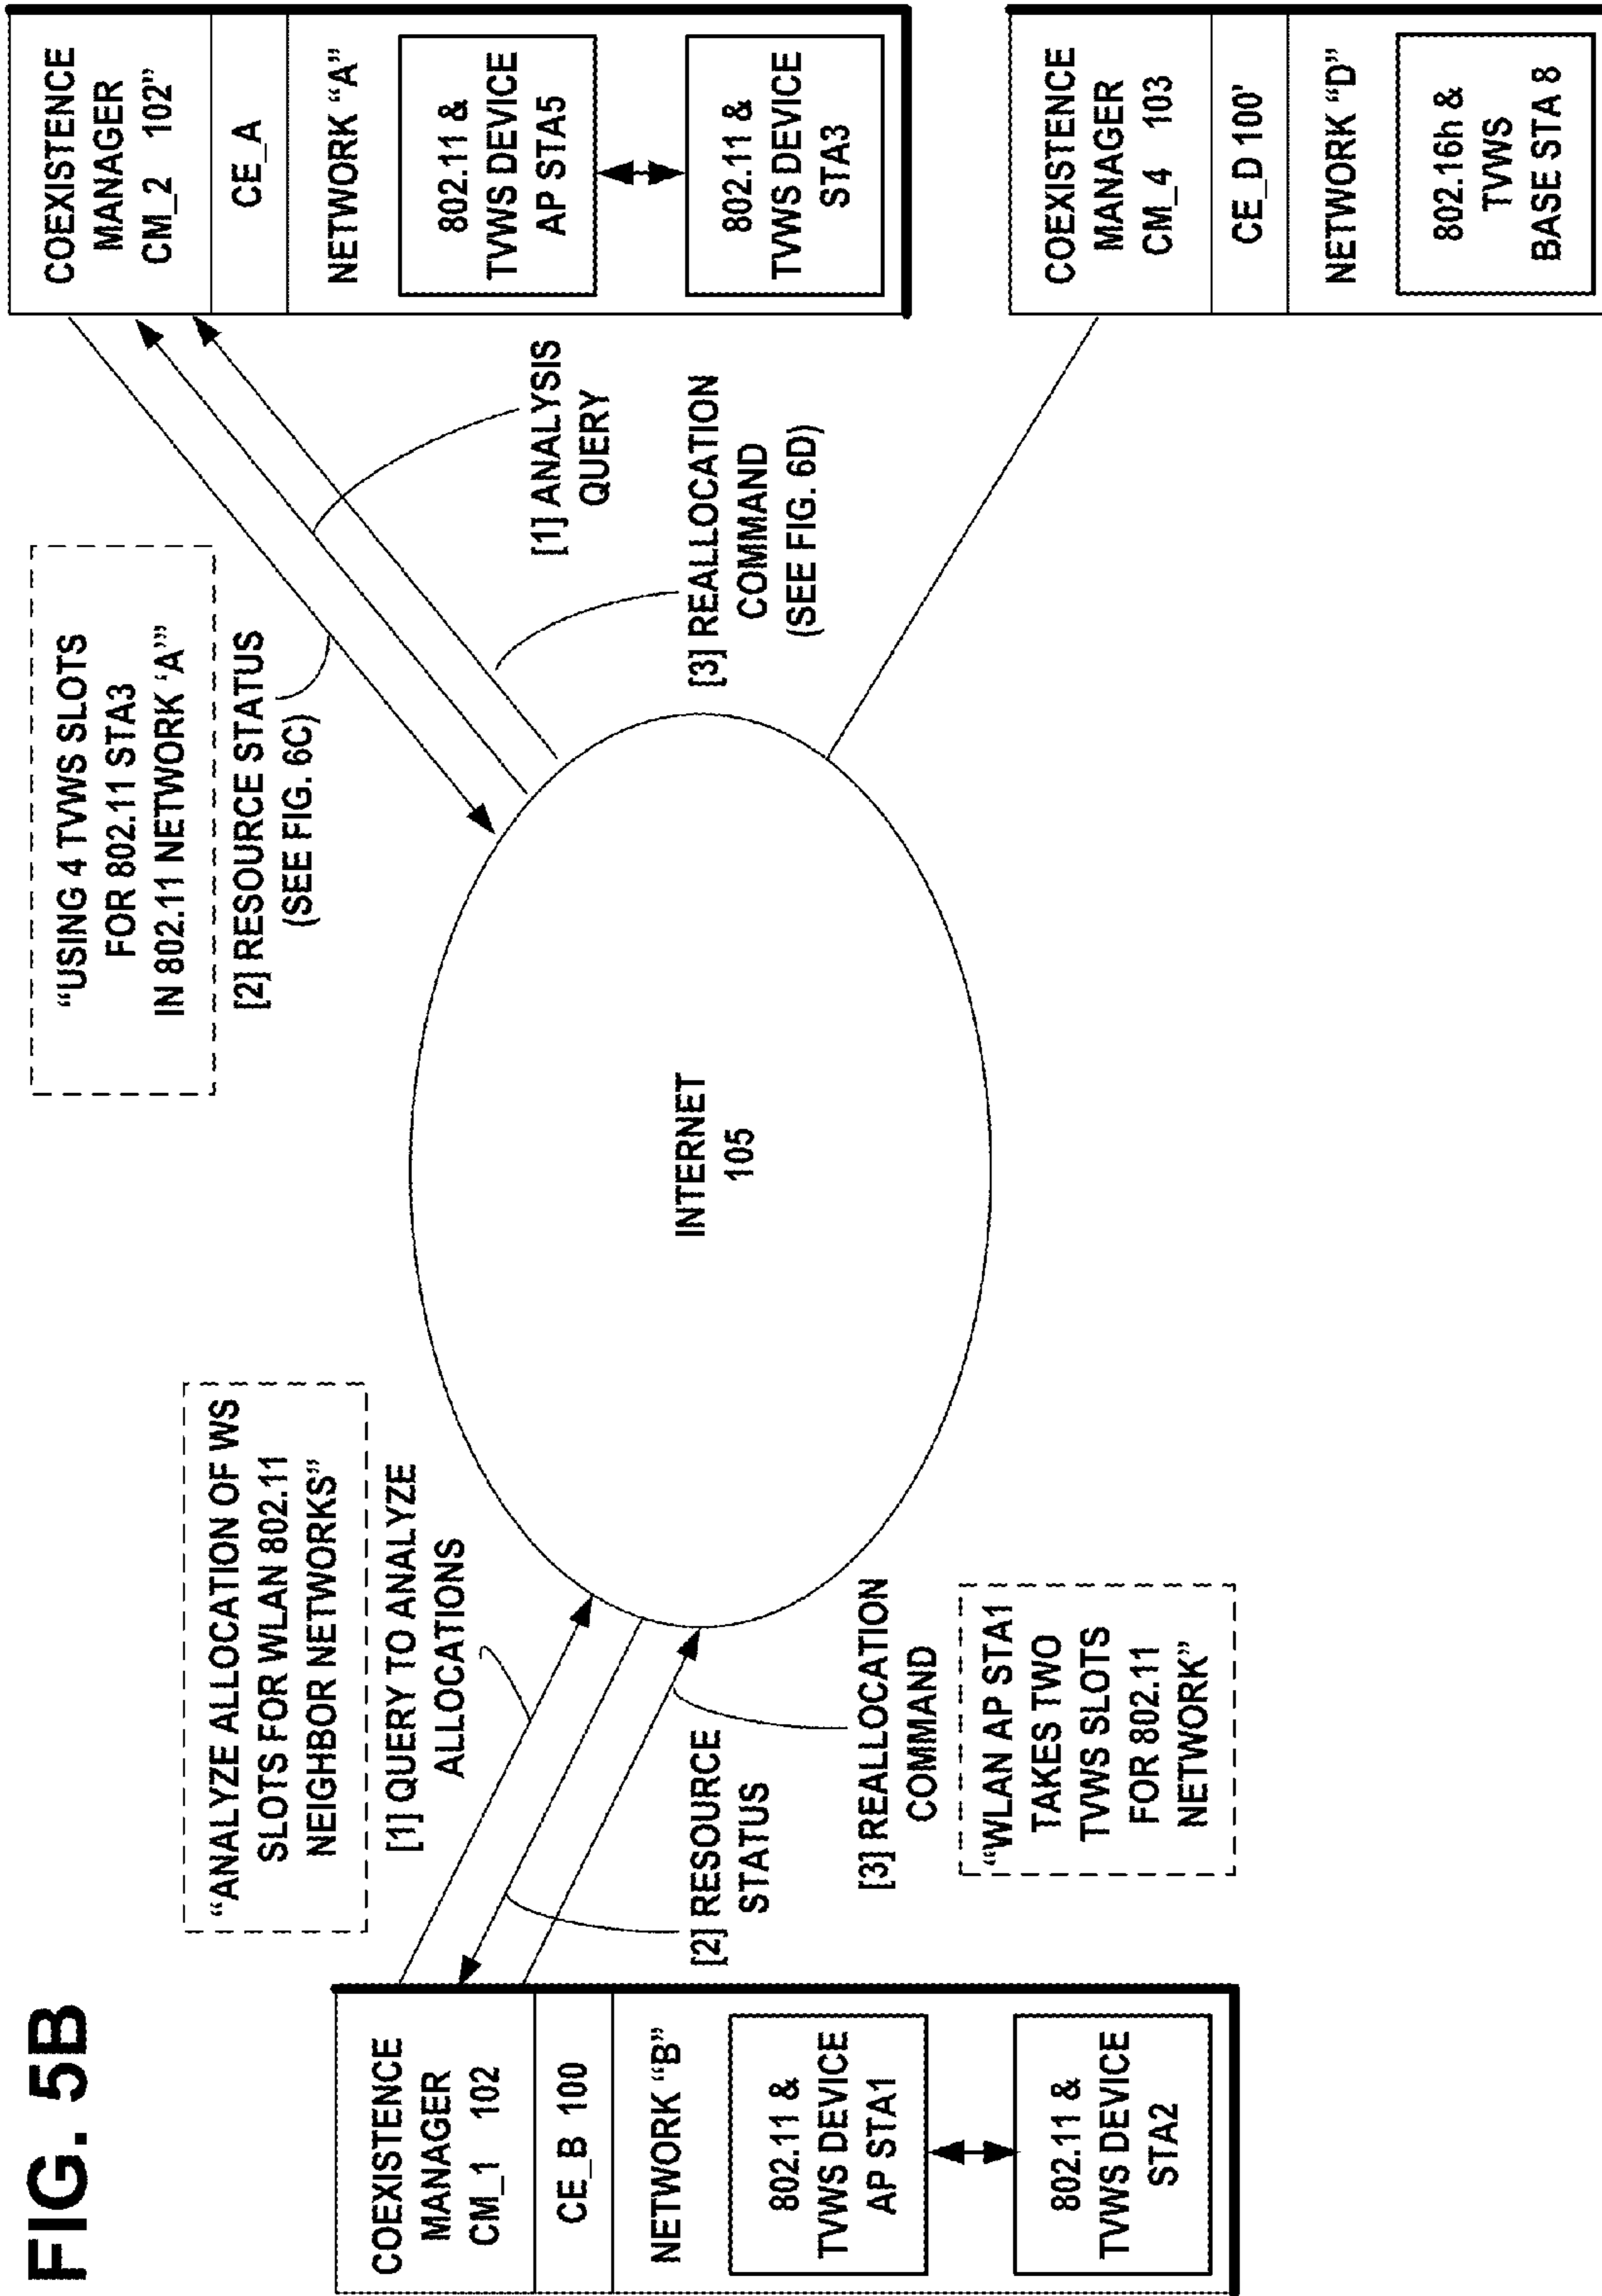 FIG. 5B
COEXISTENCE
MANAGER
CM_1 102
CE_B 100
NETWORK "B"
802.11 &
TVWS DEVICE
AP STA1
802.11 &
TVWS DEVICE
STA2
"ANALYZE ALLOCATION OF WS
SLOTS FOR WLAN 802.11
NEIGHBOR NETWORKS"
[1] QUERY TO ANALYZE
ALLOCATIONS
[2] RESOURCE
STATUS
[3] REALLOCATION
COMMAND
"WLAN AP STA1
TAKES TWO
TVWS SLOTS
FOR 802.11
NETWORK"
INTERNET
105
"USING 4 TVWS SLOTS
FOR 802.11 STA3
IN 802.11 NETWORK 'A'"
[2] RESOURCE STATUS
(SEE FIG. 6C)
[1] ANALYSIS
QUERY
[3] REALLOCATION
COMMAND
(SEE FIG. 6D)
COEXISTENCE
MANAGER
CM_2 102"
CE_A
NETWORK "A"
802.11 &
TVWS DEVICE
AP STA5
802.11 &
TVWS DEVICE
STA3
COEXISTENCE
MANAGER
CM_4 103
CE_D 100'
NETWORK "D"
802.16h &
TVWS
BASE STA 8